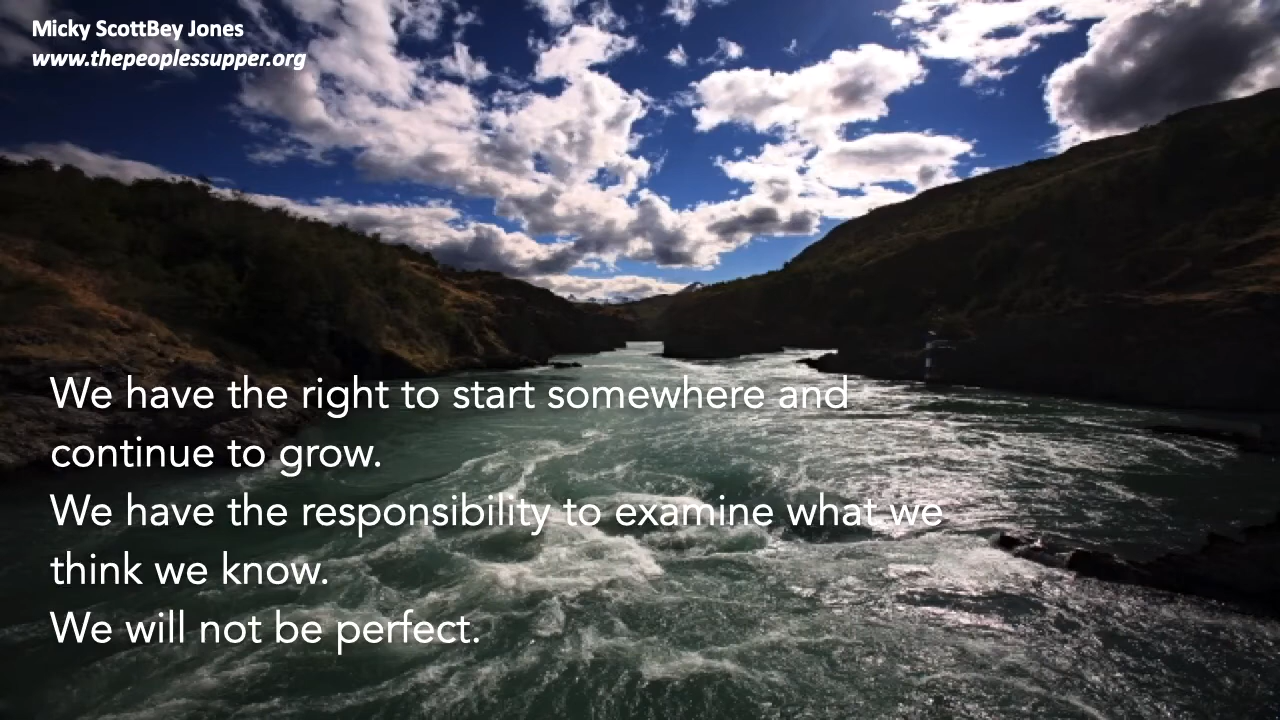 Micky ScottBey Jones
www.thepeoplessupper.org
We have the right to start somewhere and
continue to grow.
We have the responsibility to examine what we
think we know.
We will not be perfect.